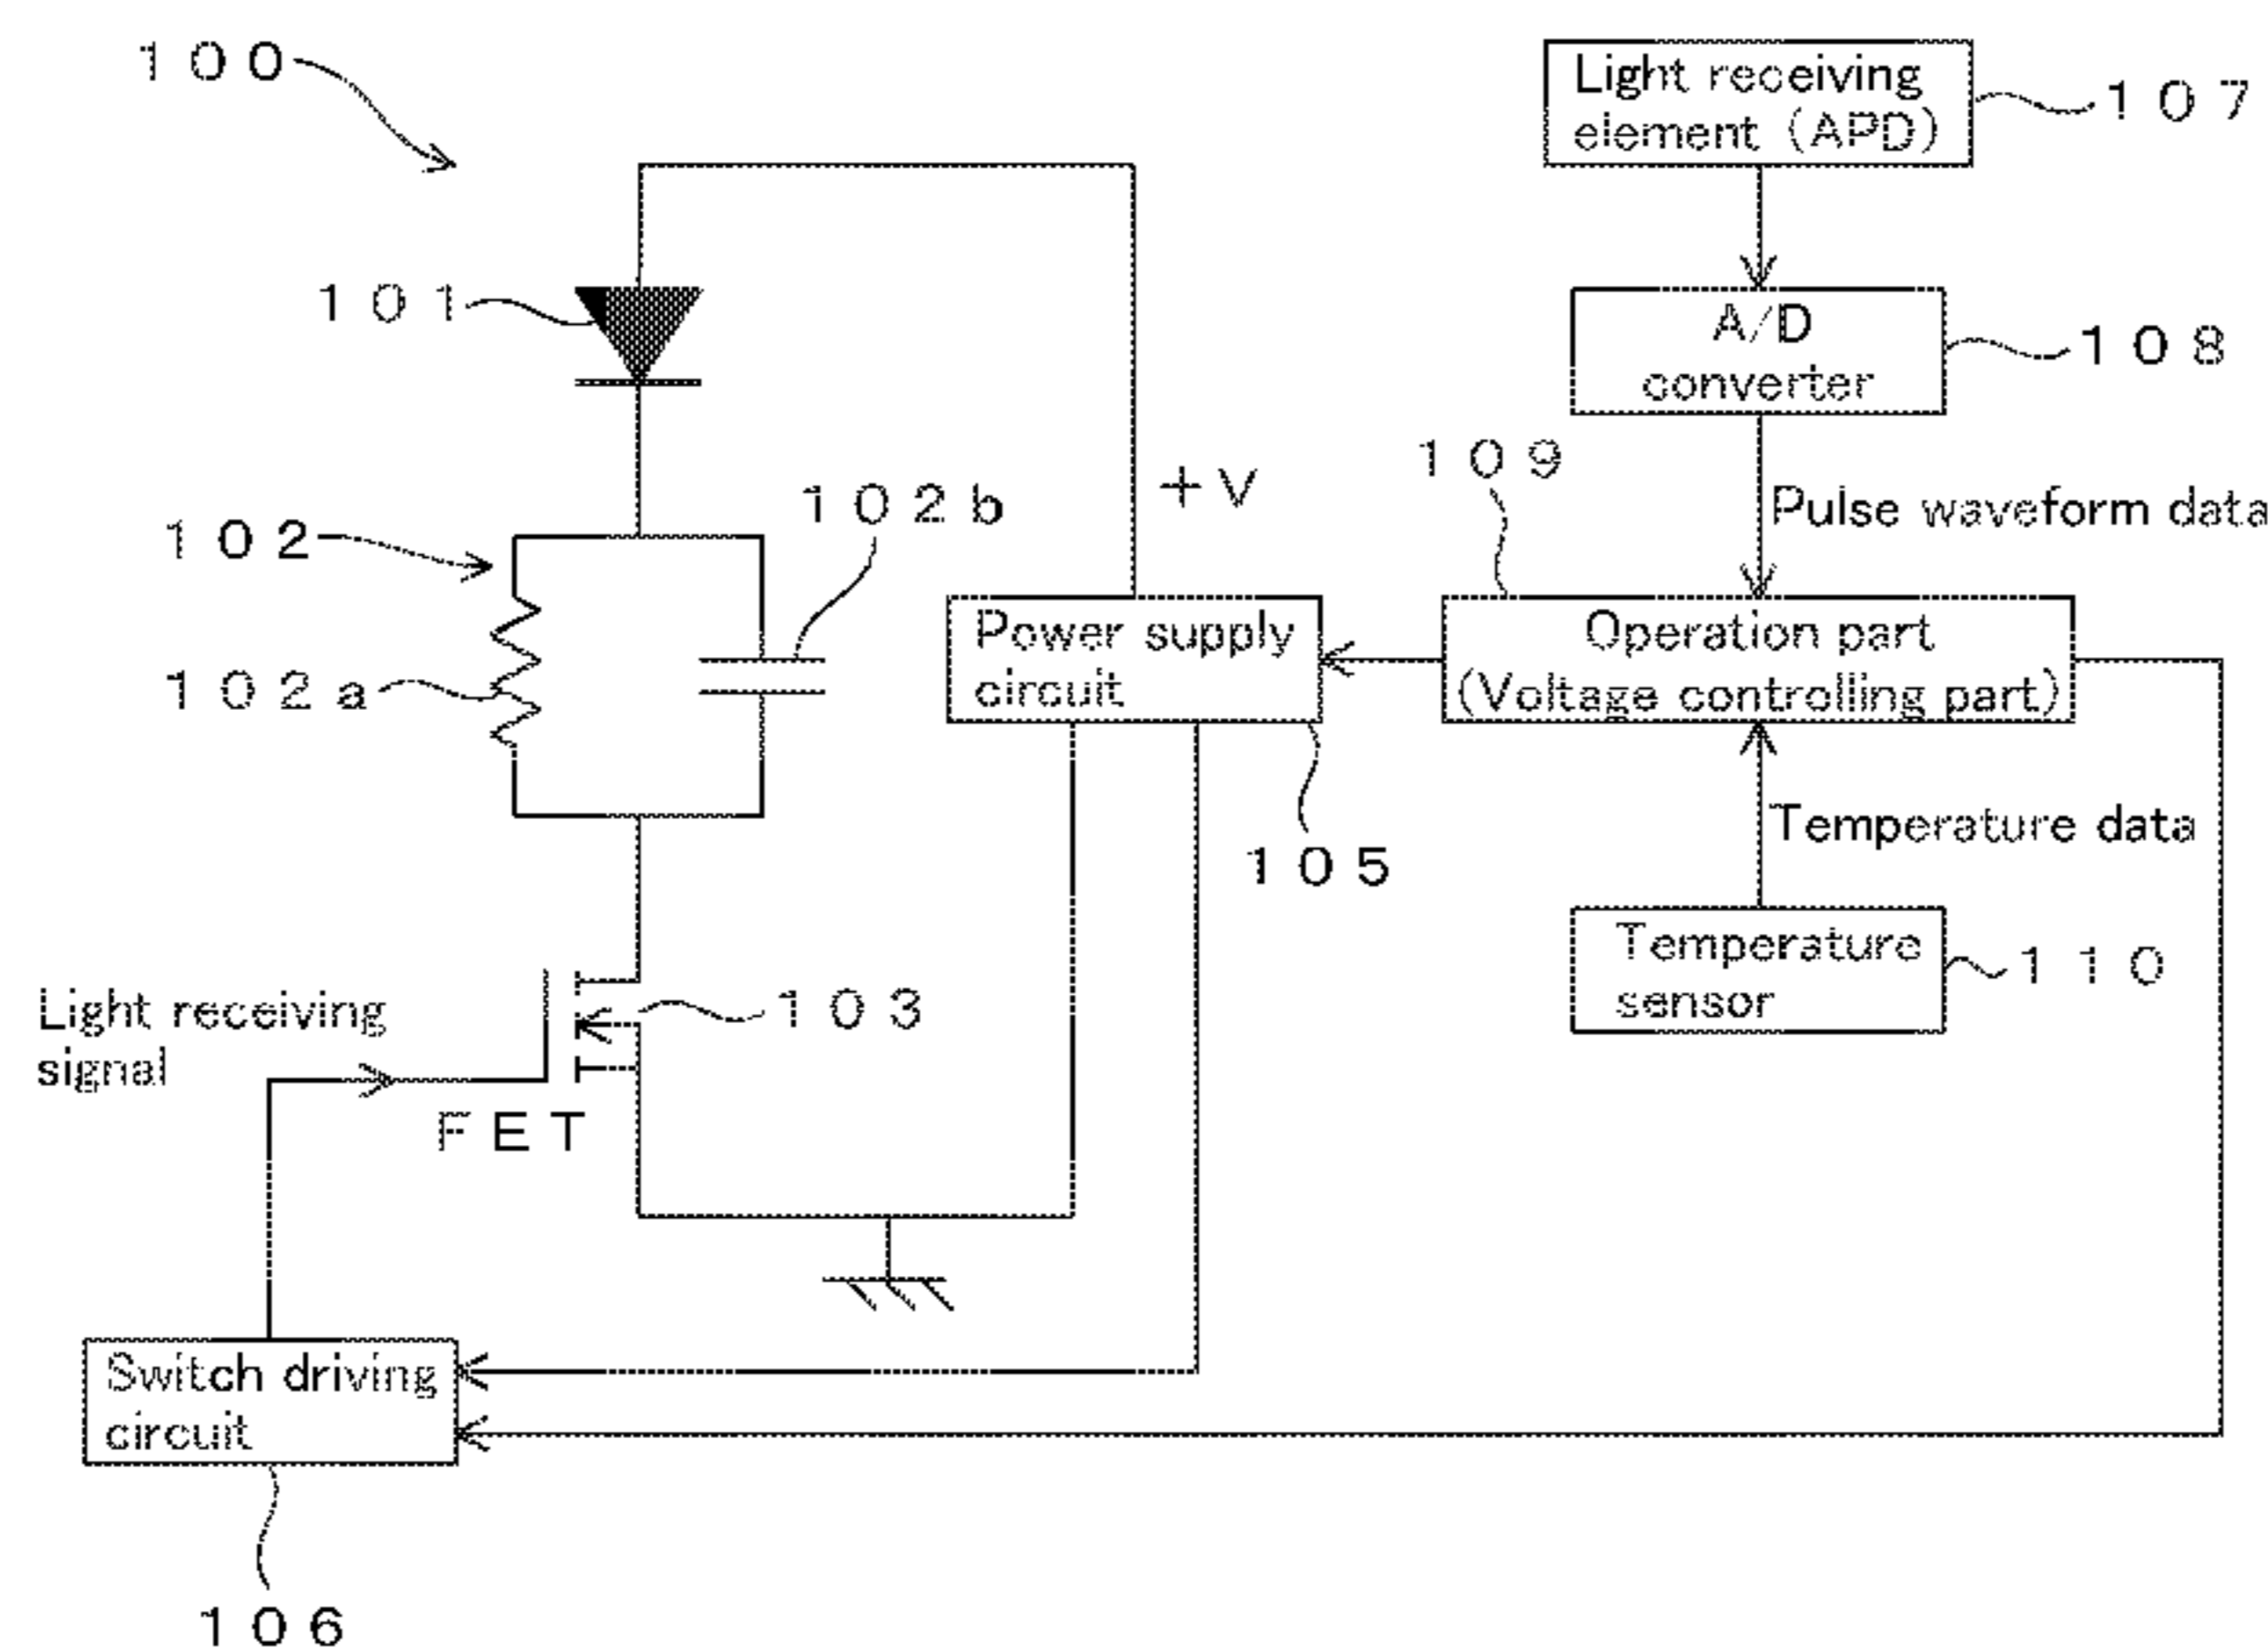 100
Light receiving
element (APD)
107
101
A/D
converter
108
109
+V
102b
Pulse waveform data
102
Power supply
circuit
Operation part
(Voltage controlling part)
102a
Temperature data
105
Temperature
sensor
110
103
Light receiving
signal
FET
Switch driving
circuit
106